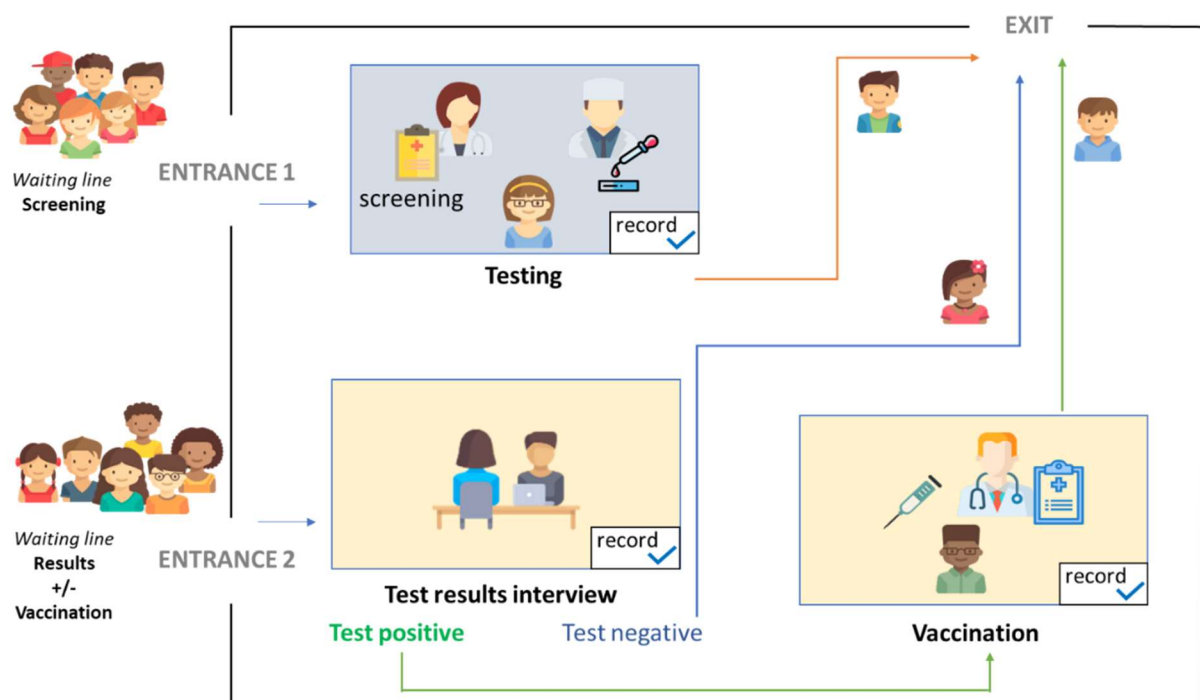 EXIT
Waiting line
Screening
ENTRANCE 1
screening
record
Testing
Waiting line
Results
+/-
Vaccination
ENTRANCE 2
record
Test results interview
Test positive
Test negative
record
Vaccination